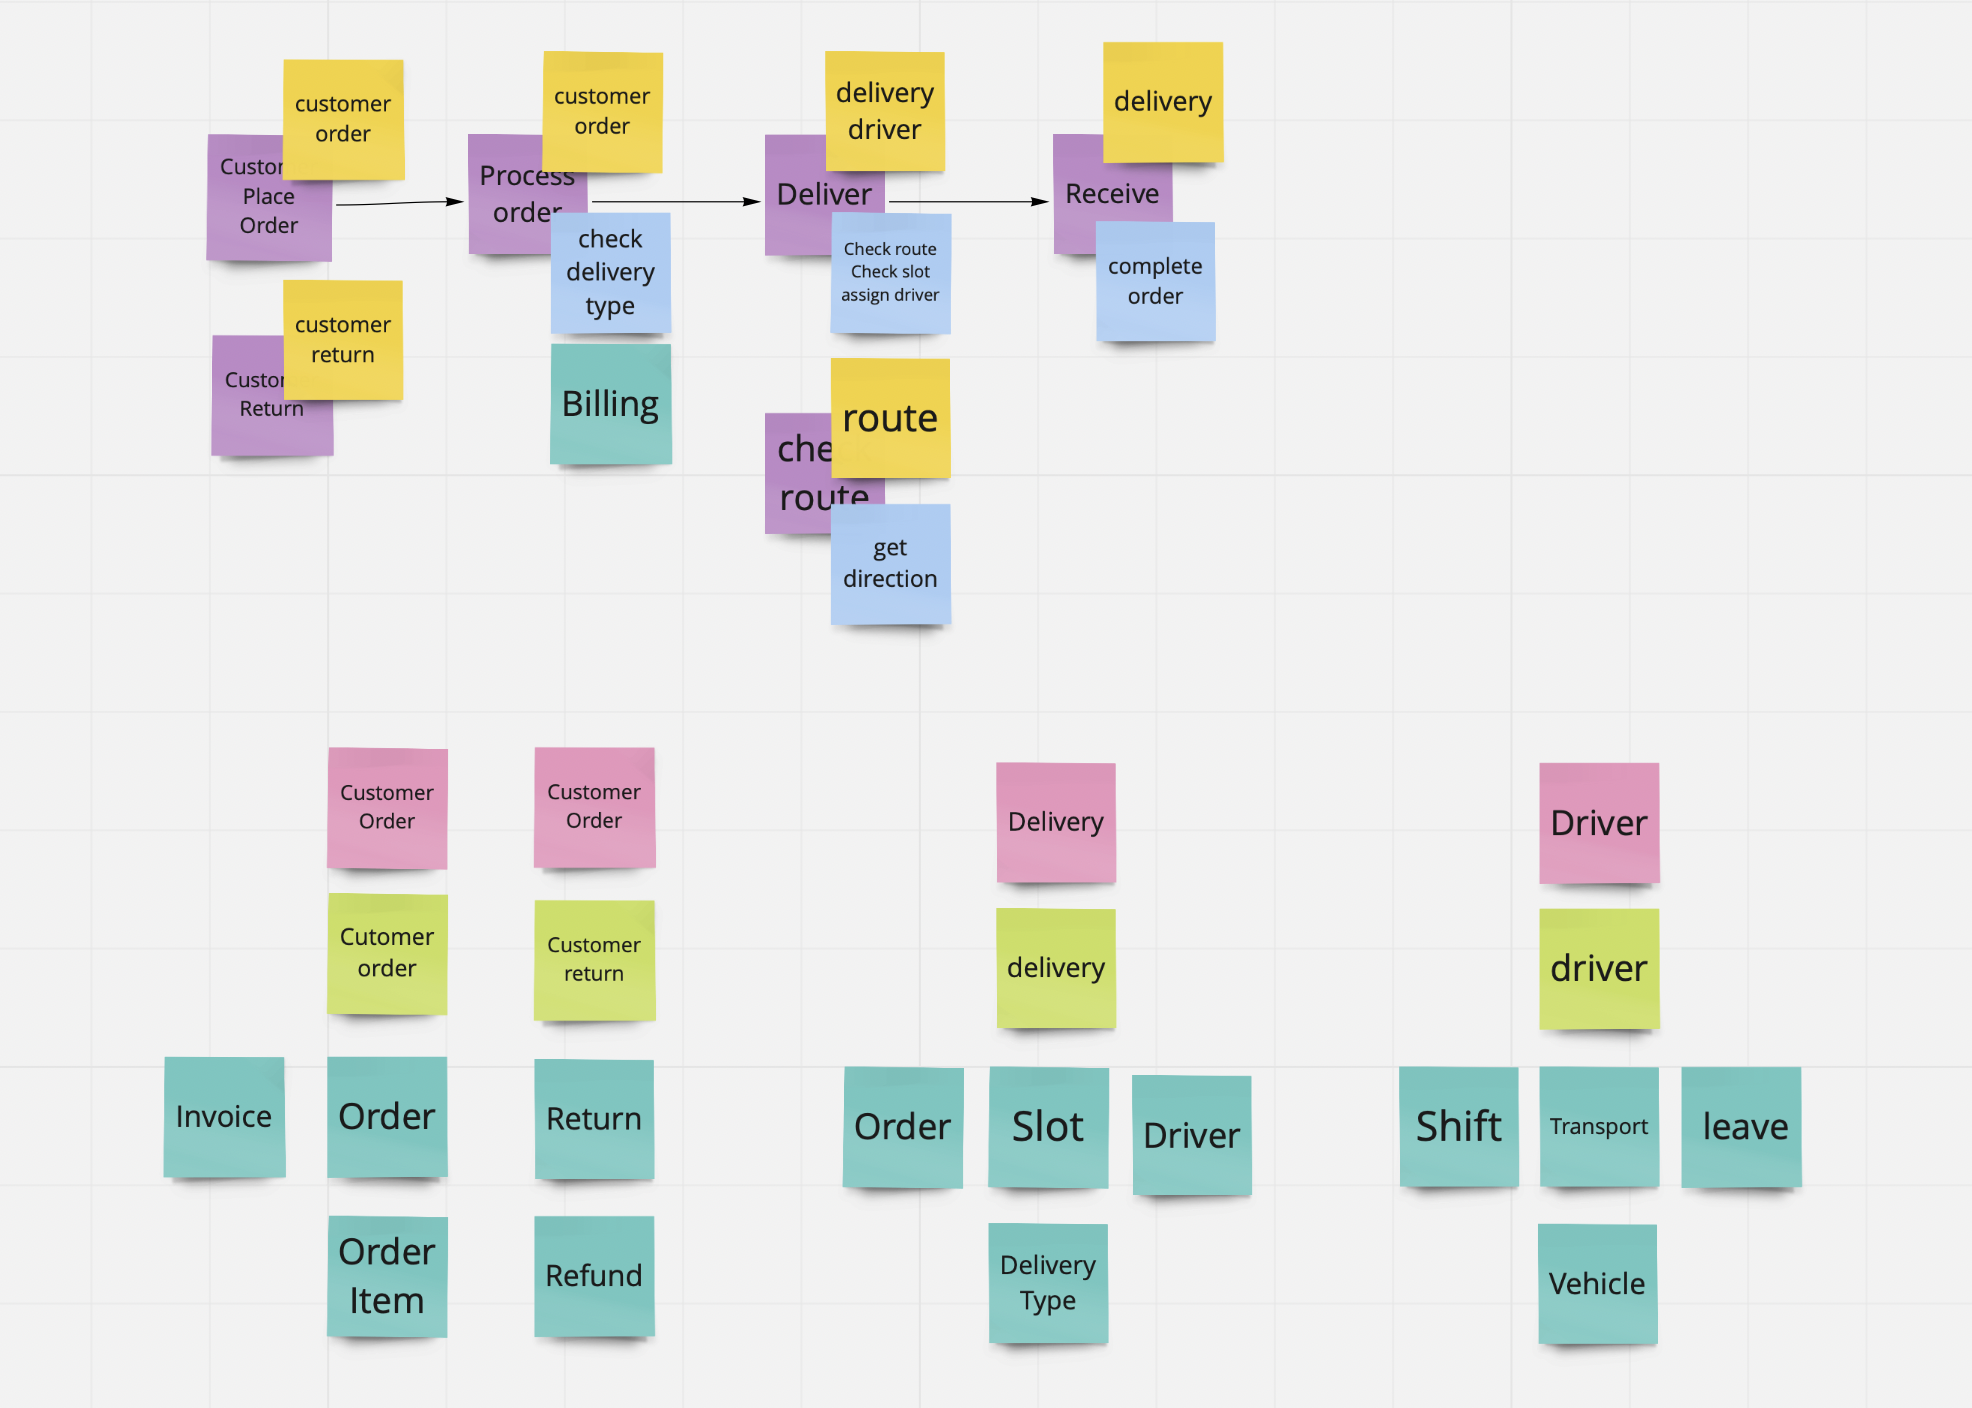 customer
order
Place
Order
customer
order
Process
order
check
delivery
type
Billing
delivery
driver
Deliver
Check route
Check slot
assign driver
delivery
Receive
complete
order
customer
return
Return
route
route
get
direction
Customer
Order
Customer
Order
Delivery
Driver
Cutomer
order
Customer
return
delivery
driver
Invoice
Order
Return
Order
Slot
Driver
Shift
Transport
leave
Order
Item
Refund
Delivery
Type
Vehicle